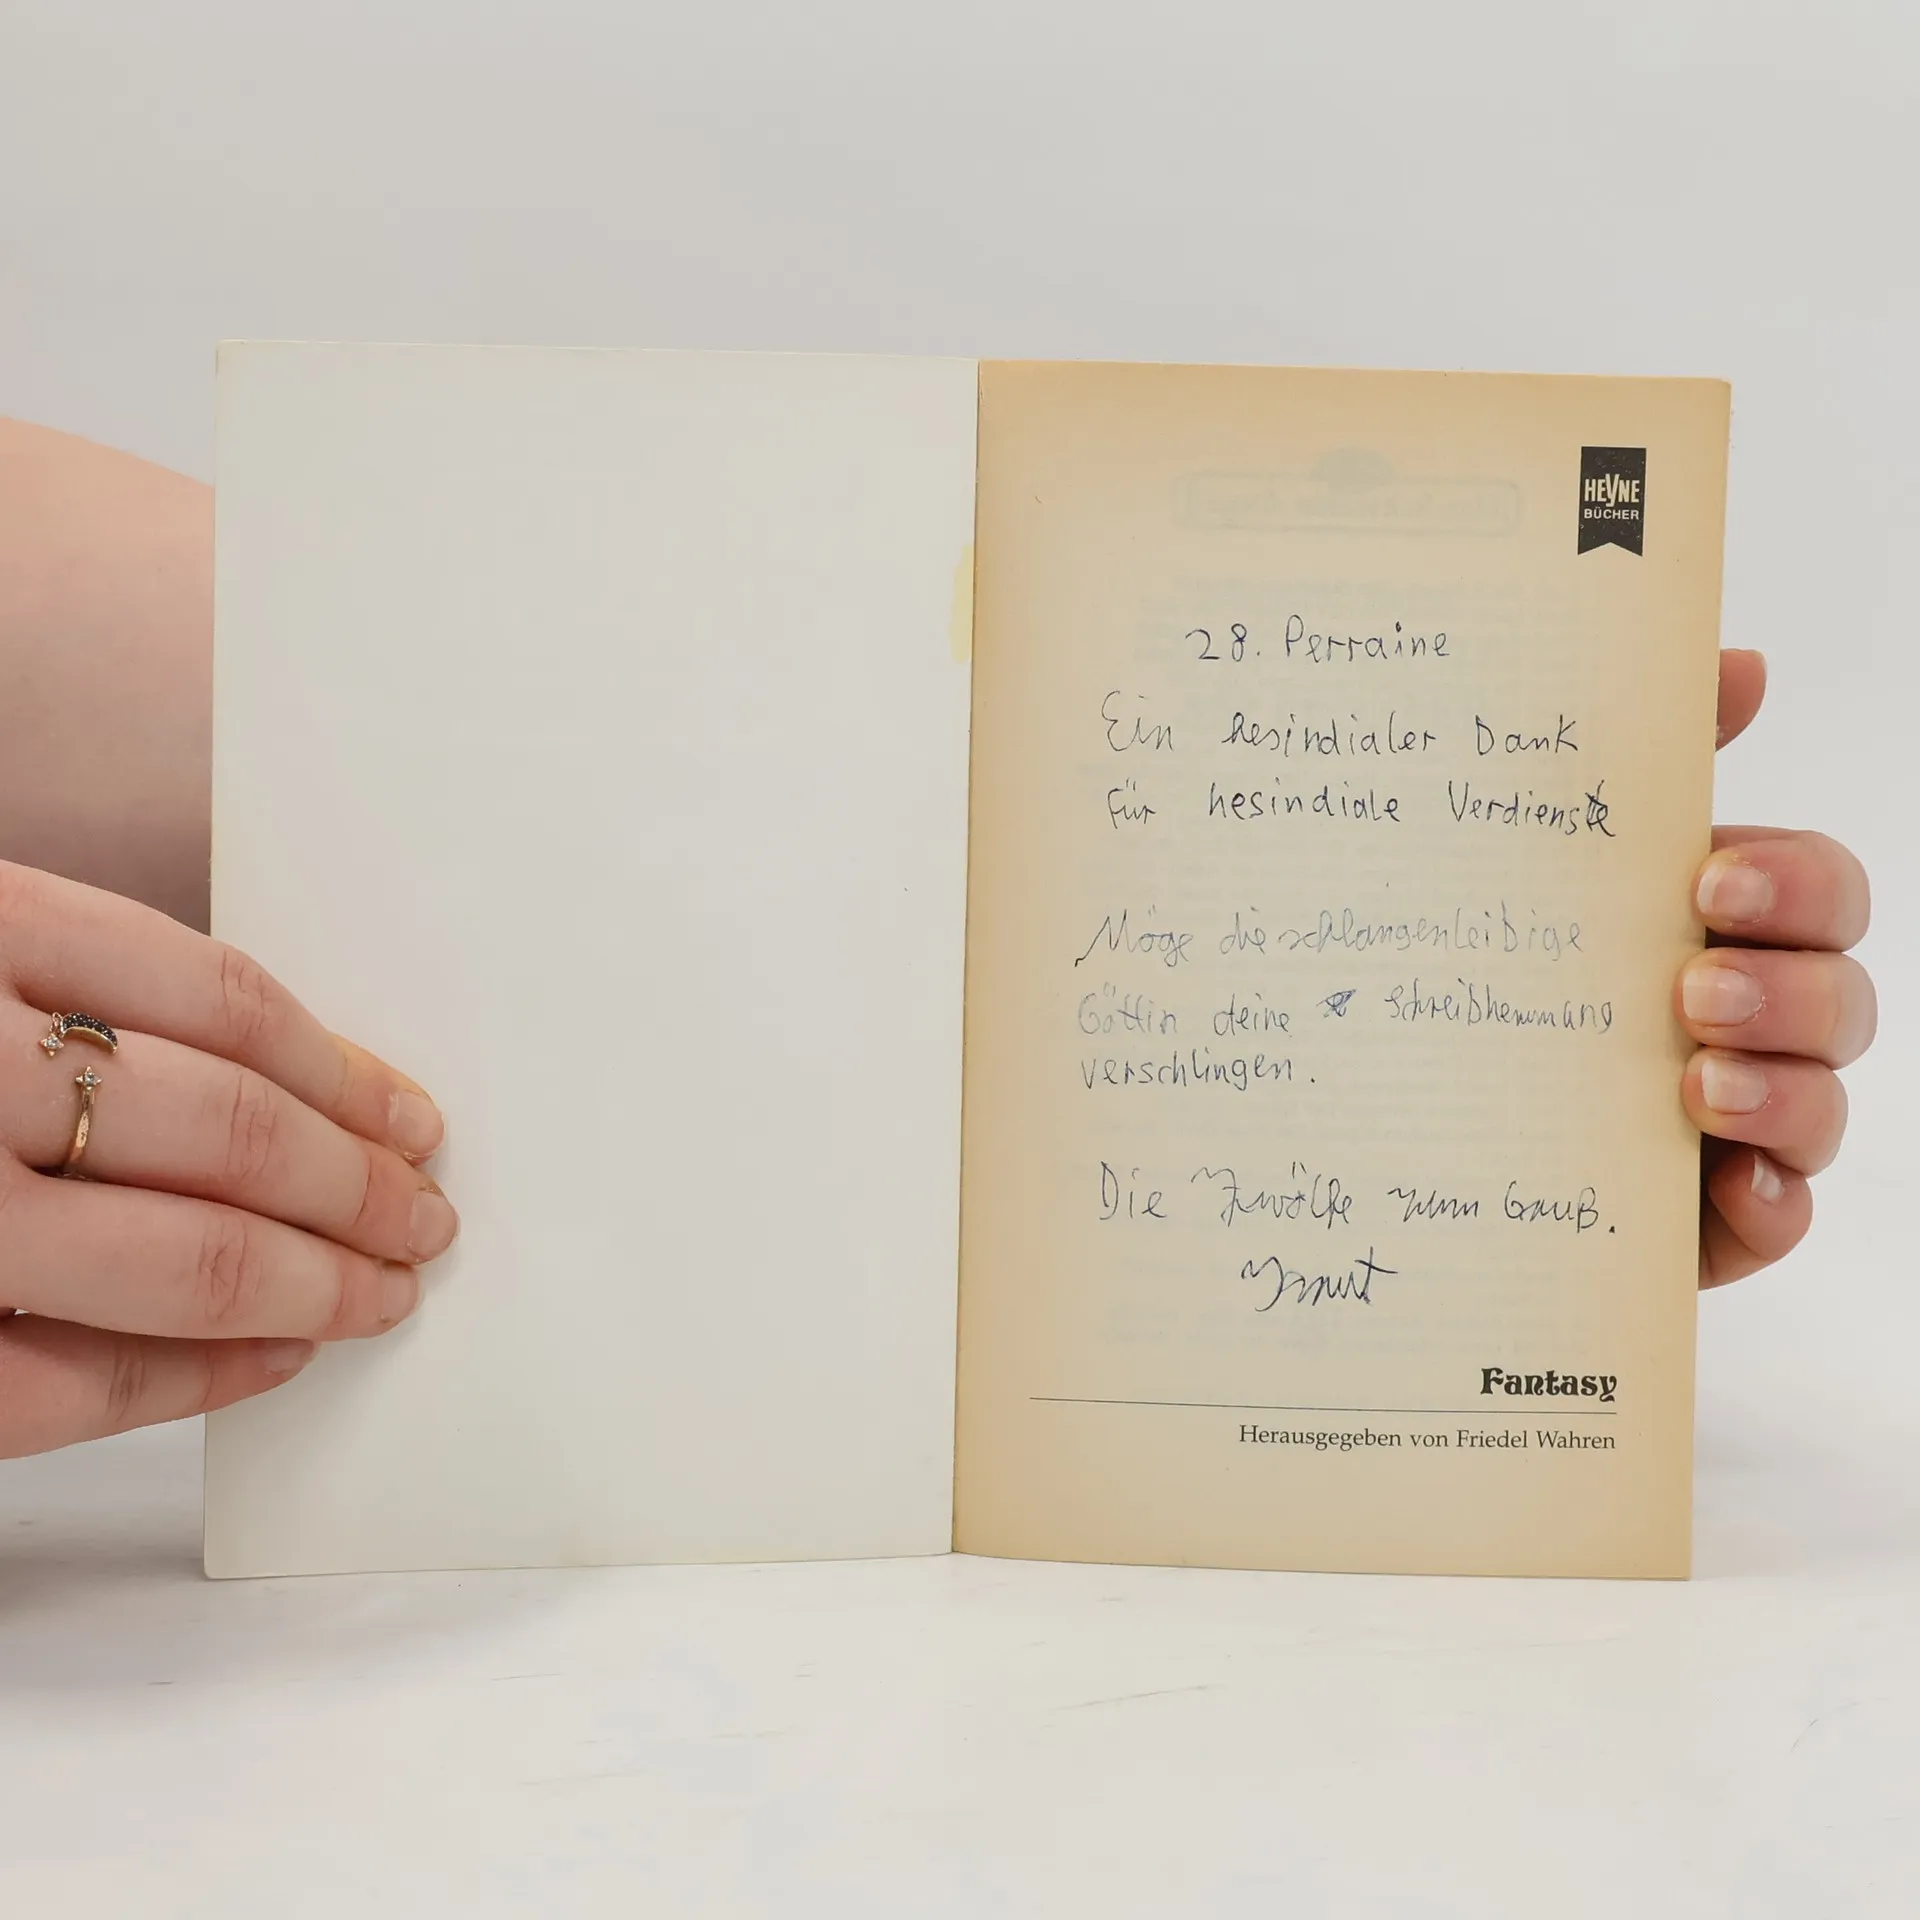 HEYNE
BÜCHER
28. Perraine
Ein hesindialer Dank
für hesindiale Verdienste
Möge die schlangenleibige
Göttin deine Schreibhemmung
verschlingen.
Die Zwölfe zum Gruß.
Fantasy
Herausgegeben von Friedel Wahren